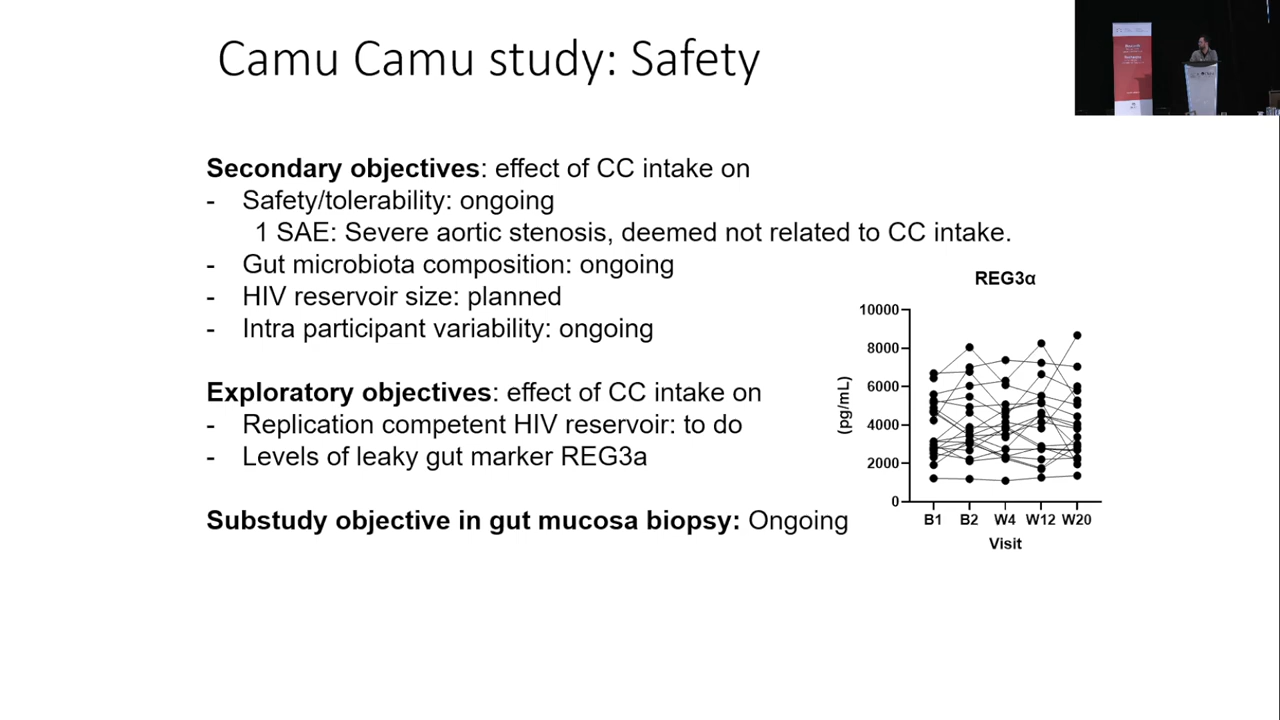 Camu Camu study: Safety
Secondary objectives: effect of CC intake on
- Safety/tolerability: ongoing
1 SAE: Severe aortic stenosis, deemed not related to CC intake.
- Gut microbiota composition: ongoing
- HIV reservoir size: planned
- Intra participant variability: ongoing
Exploratory objectives: effect of CC intake on
- Replication competent HIV reservoir: to do
- Levels of leaky gut marker REG3a
Substudy objective in gut mucosa biopsy: Ongoing
REG3α
(pg/mL)
10000
8000
6000
4000
2000
0
B1 B2 W4 W12 W20
Visit